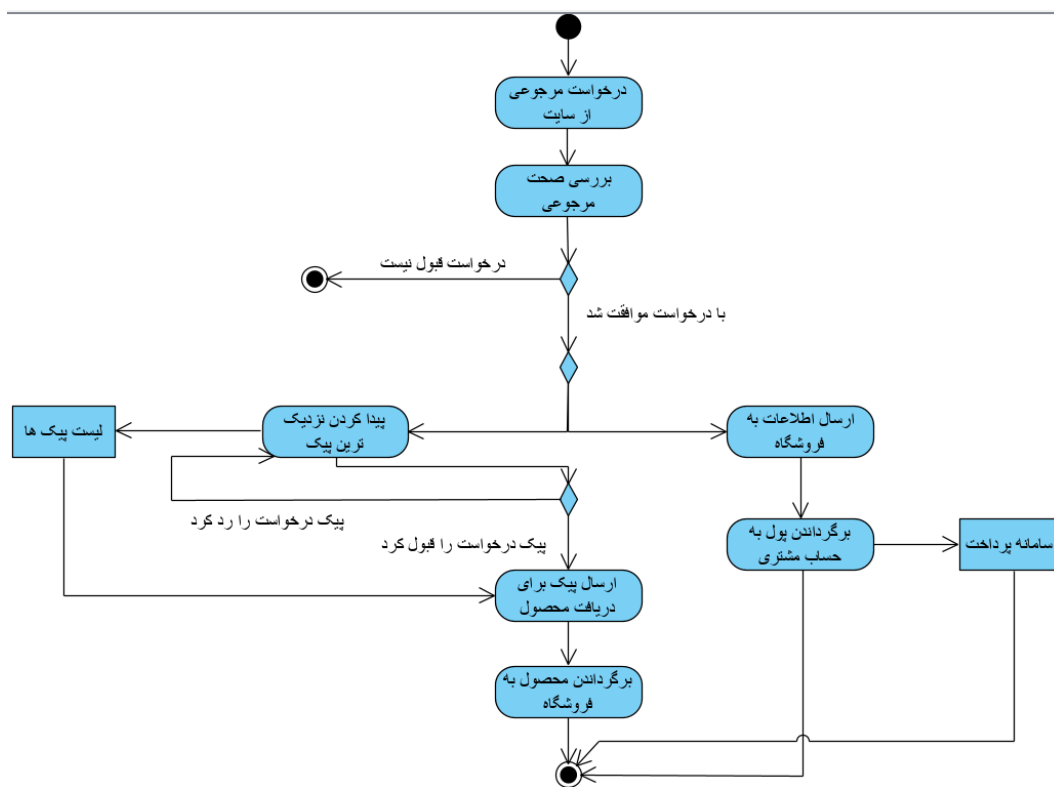 درخواست مرجوعی
از سایت
بررسی صحت
مرجوعی
درخواست قبول نیست
با درخواست موافقت شد
لیست پیک ها
پیدا کردن نزدیک
ترین پیک
ارسال اطلاعات به
فروشگاه
پیک درخواست را رد کرد
پیک درخواست را قبول کرد
برگرداندن پول به
حساب مشتری
سامانه پرداخت
ارسال پیک برای
دریافت محصول
برگرداندن محصول به
فروشگاه